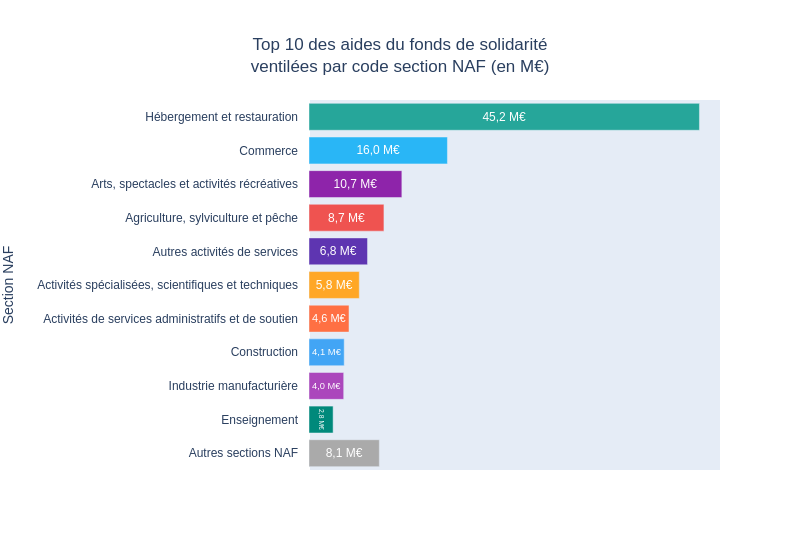 Top 10 des aides du fonds de solidarité
ventilées par code section NAF (en M€)
Section NAF
Hébergement et restauration 45,2 M€
Commerce 16,0 M€
Arts, spectacles et activités récréatives 10,7 M€
Agriculture, sylviculture et pêche 8,7 M€
Autres activités de services 6,8 M€
Activités spécialisées, scientifiques et techniques 5,8 M€
Activités de services administratifs et de soutien 4,6 M€
Construction 4,1 M€
Industrie manufacturière 4,0 M€
Enseignement 2,8 M€
Autres sections NAF 8,1 M€